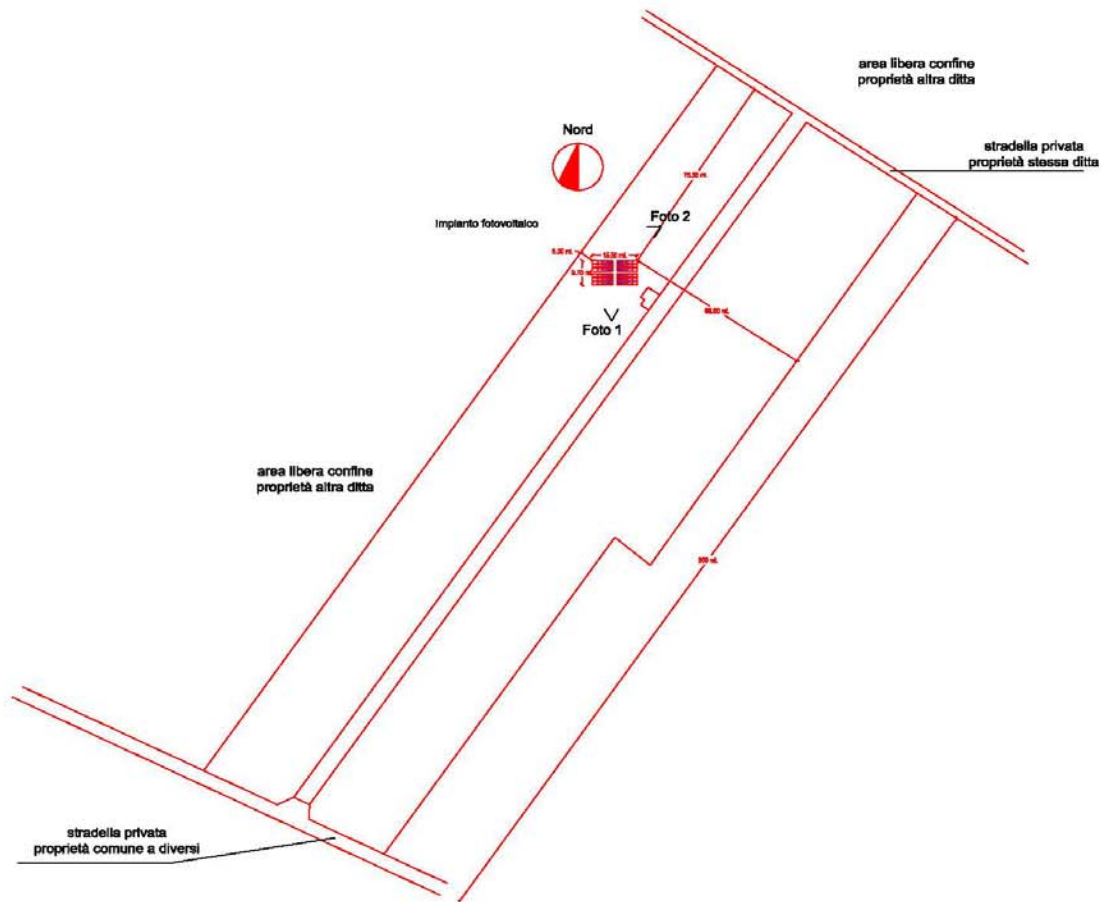 area libera confine
proprietà altra ditta
Nord
stradella privata
proprietà stessa ditta
Foto 2
Impianto fotovoltaico
Foto 1
area libera confine
proprietà altra ditta
stradella privata
proprietà comune a diversi